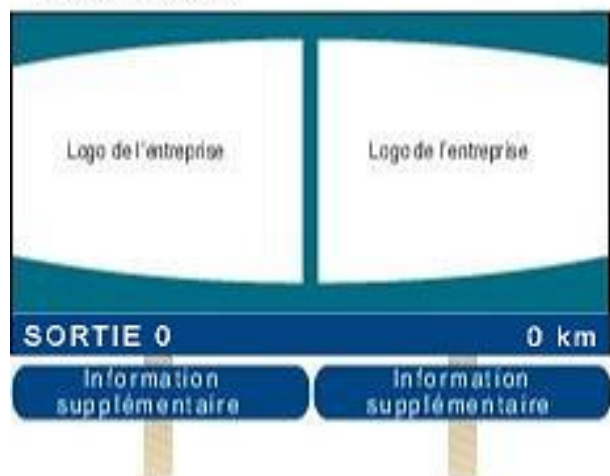 Logo de l'entreprise Logo de l'entreprise
SORTIE 0 0 km
Information Information
supplémentaire supplémentaire